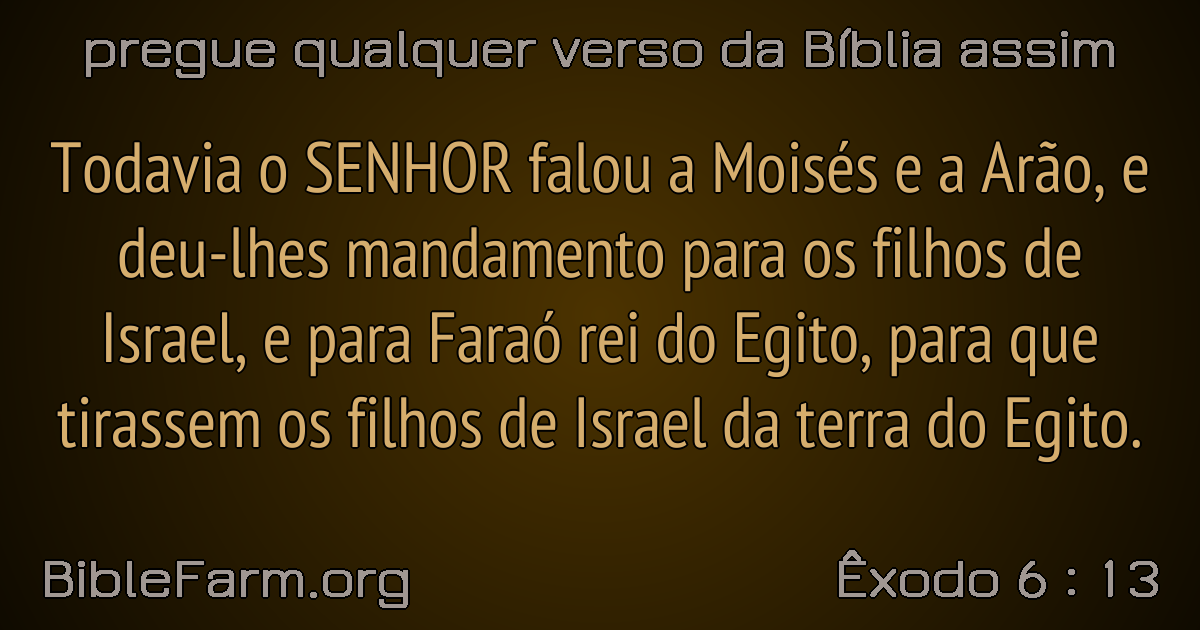 pregue qualquer verso da Bíblia assim
Todavia o SENHOR falou a Moisés e a Arão, e
deu-lhes mandamento para os filhos de
Israel, e para Faraó rei do Egito, para que
tirassem os filhos de Israel da terra do Egito.
BibleFarm.org
Êxodo 6 : 13